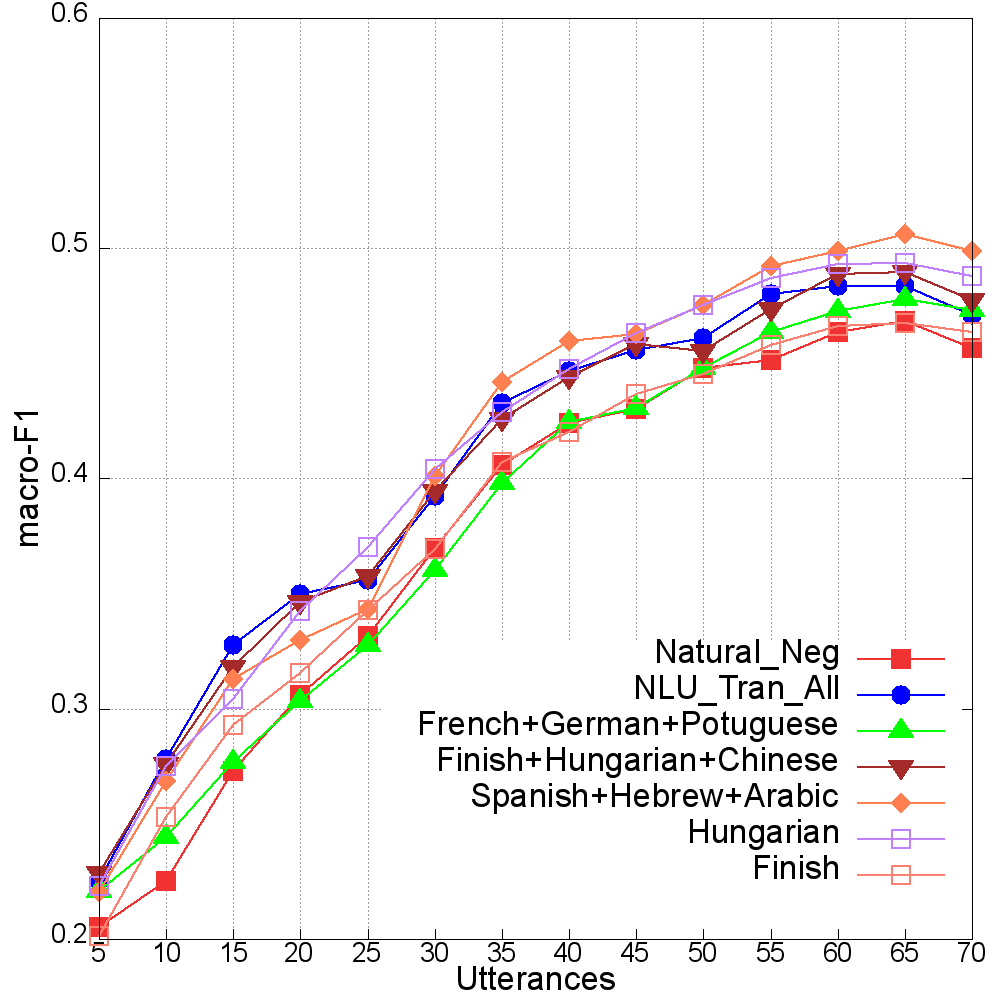 0.6
0.5
0.4
0.3
0.2
macro-F1
Natural_Neg
NLU_Tran_All
French+German+Potuguese
Finish+Hungarian+Chinese
Spanish+Hebrew+Arabic
Hungarian
Finish
5 10 15 20 25 30 35 40 45 50 55 60 65 70
Utterances